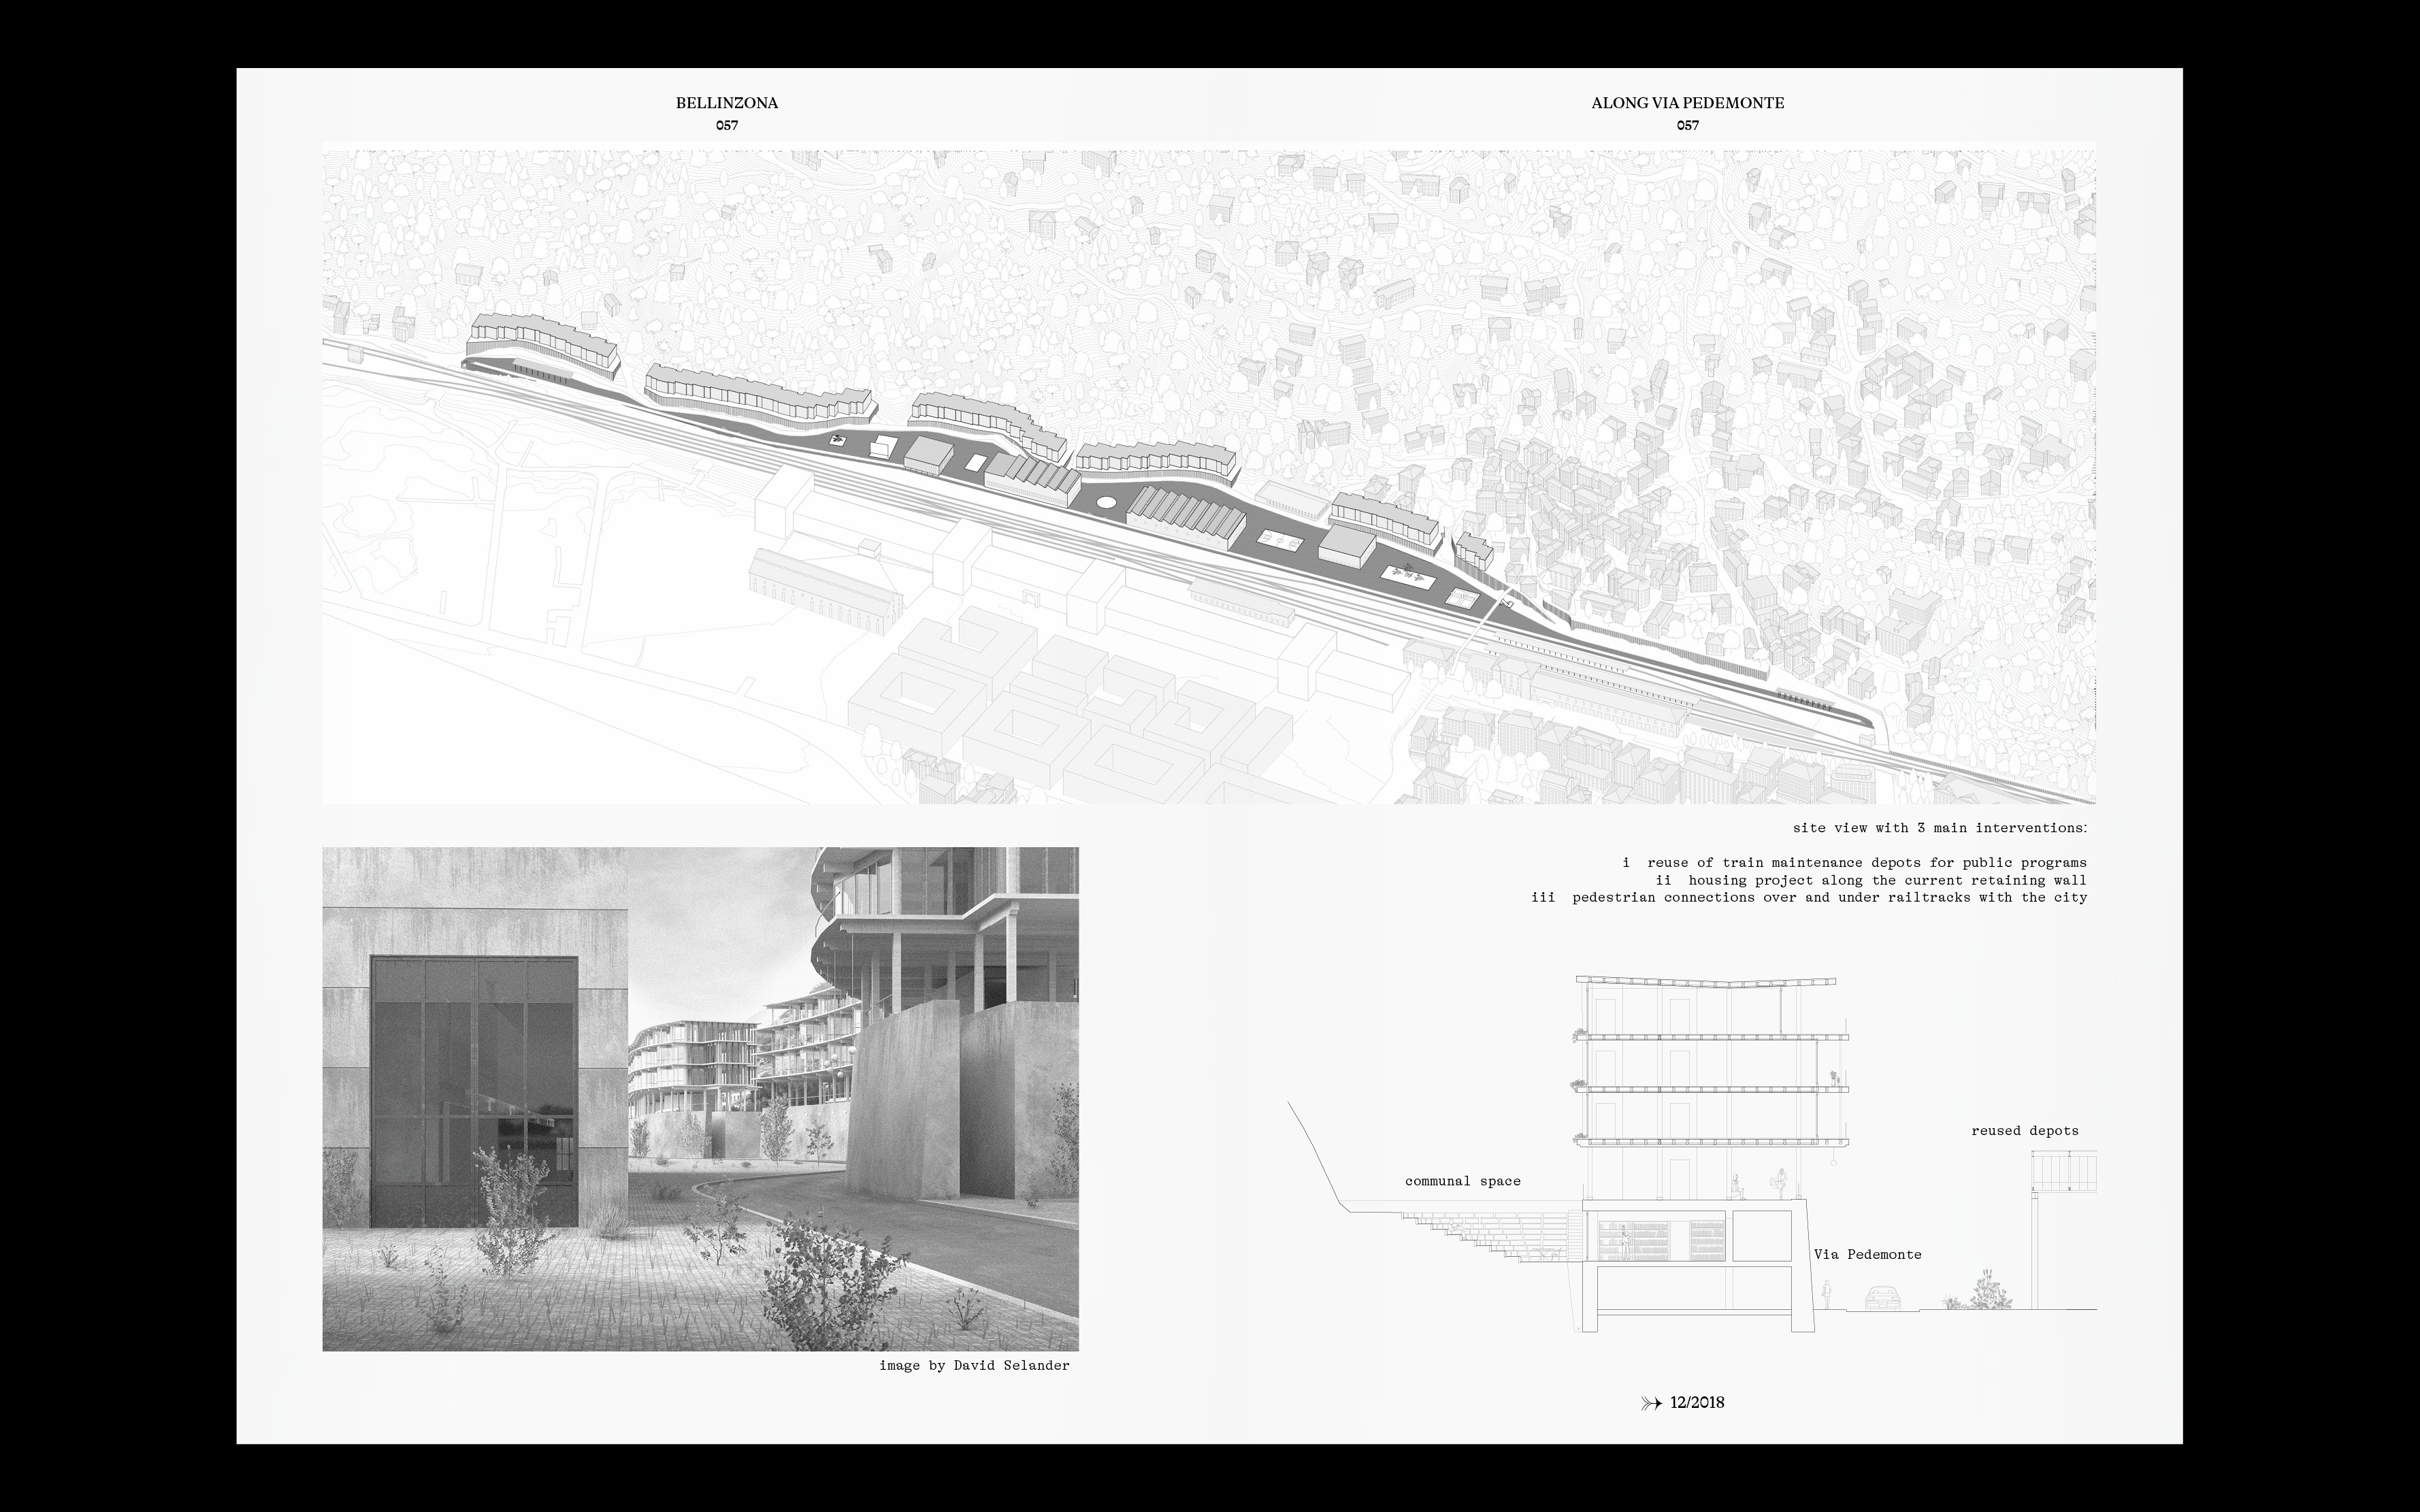 BELLINZONA
057
ALONG VIA PEDEMONTE
057
site view with 3 main interventions:
i reuse of train maintenance depots for public programs
ii housing project along the current retaining wall
iii pedestrian connections over and under railtracks with the city
reused depots
communal space
Via Pedemonte
image by David Selander
12/2018